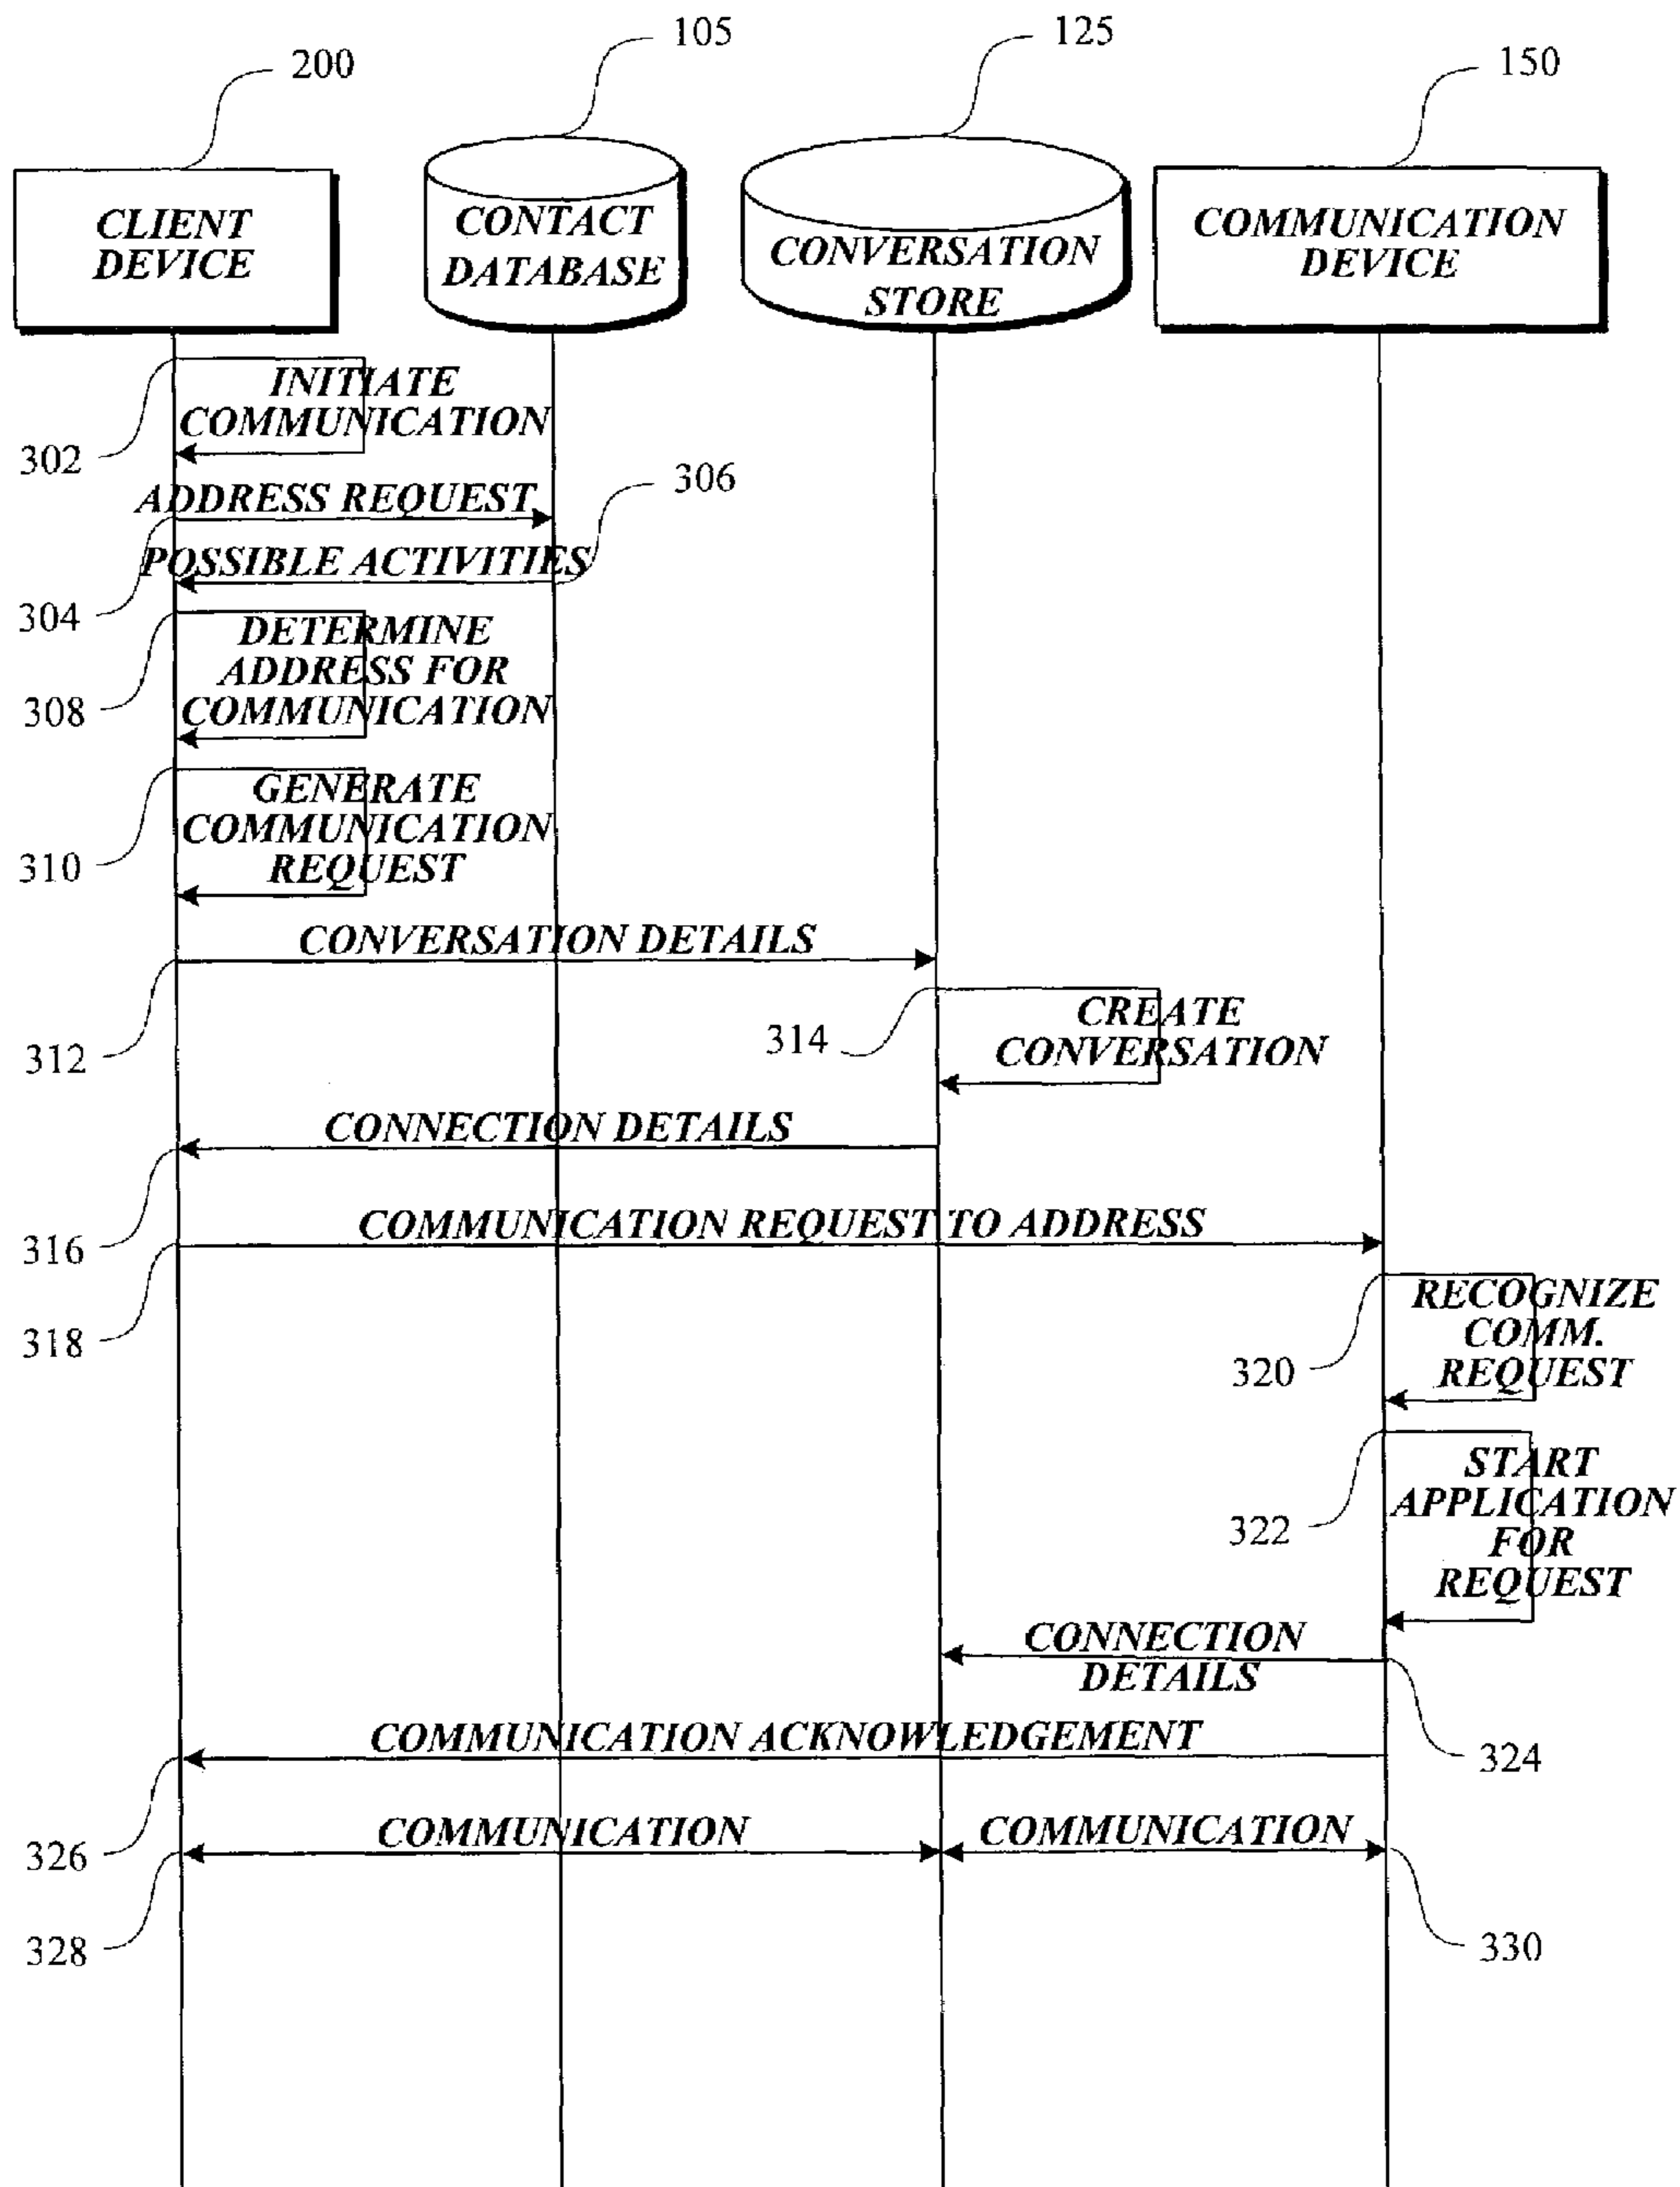 105
125
200
150
CLIENT
DEVICE
CONTACT
DATABASE
CONVERSATION
STORE
COMMUNICATION
DEVICE
INITIATE
COMMUNICATION
302
ADDRESS REQUEST
306
POSSIBLE ACTIVITIES
304
DETERMINE
ADDRESS FOR
COMMUNICATION
308
GENERATE
COMMUNICATION
REQUEST
310
CONVERSATION DETAILS
312
CREATE
CONVERSATION
314
CONNECTION DETAILS
316
COMMUNICATION REQUEST TO ADDRESS
318
RECOGNIZE
COMM.
REQUEST
320
START
APPLICATION
FOR
REQUEST
322
CONNECTION
DETAILS
324
COMMUNICATION ACKNOWLEDGEMENT
326
COMMUNICATION
COMMUNICATION
328
330